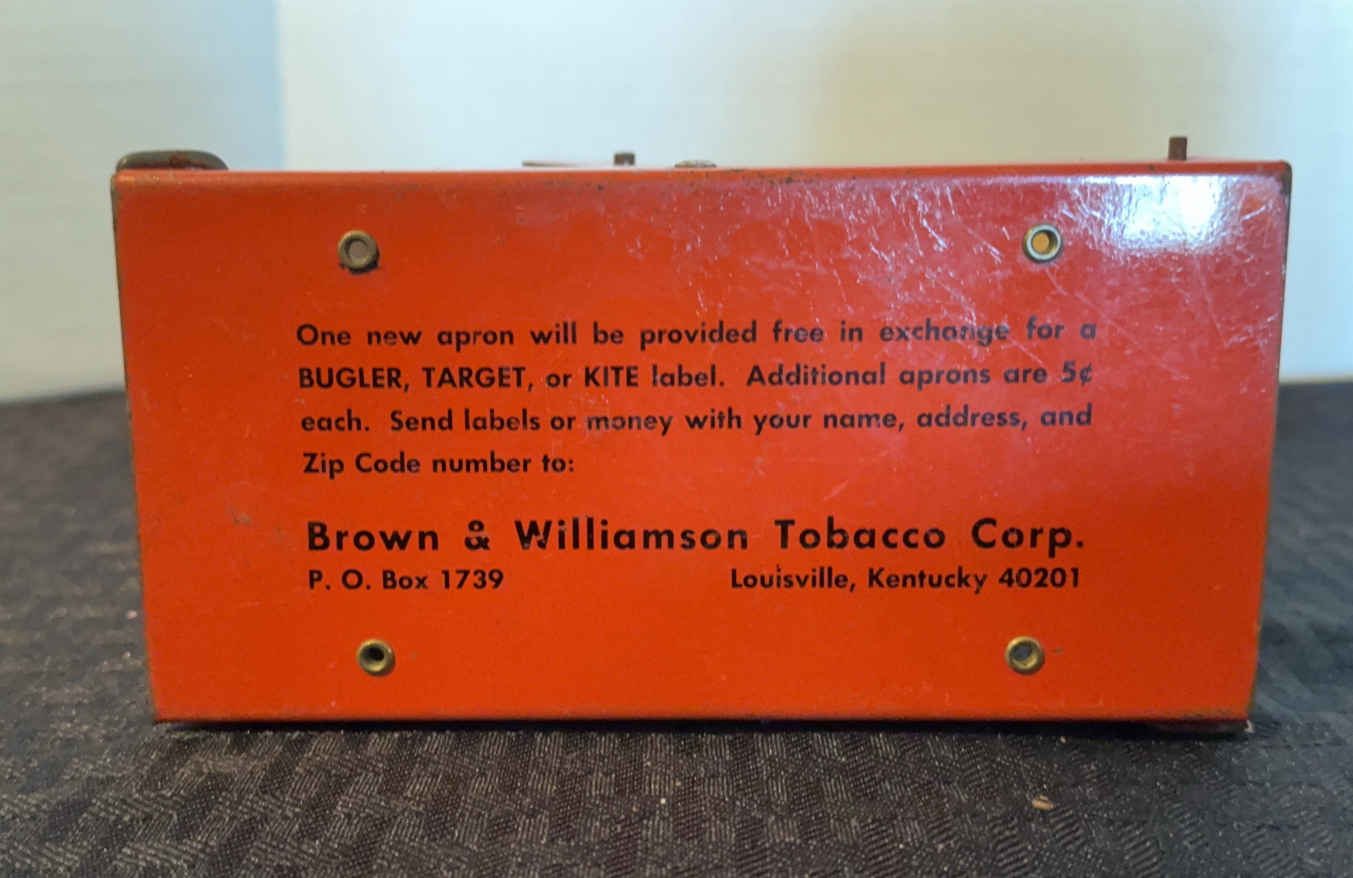 One new apron will be provided free in exchange for a
BUGLER, TARGET, or KITE label. Additional aprons are 5¢
each. Send labels or money with your name, address, and
Zip Code number to:
Brown & Williamson Tobacco Corp.
P. O. Box 1739 Louisville, Kentucky 40201